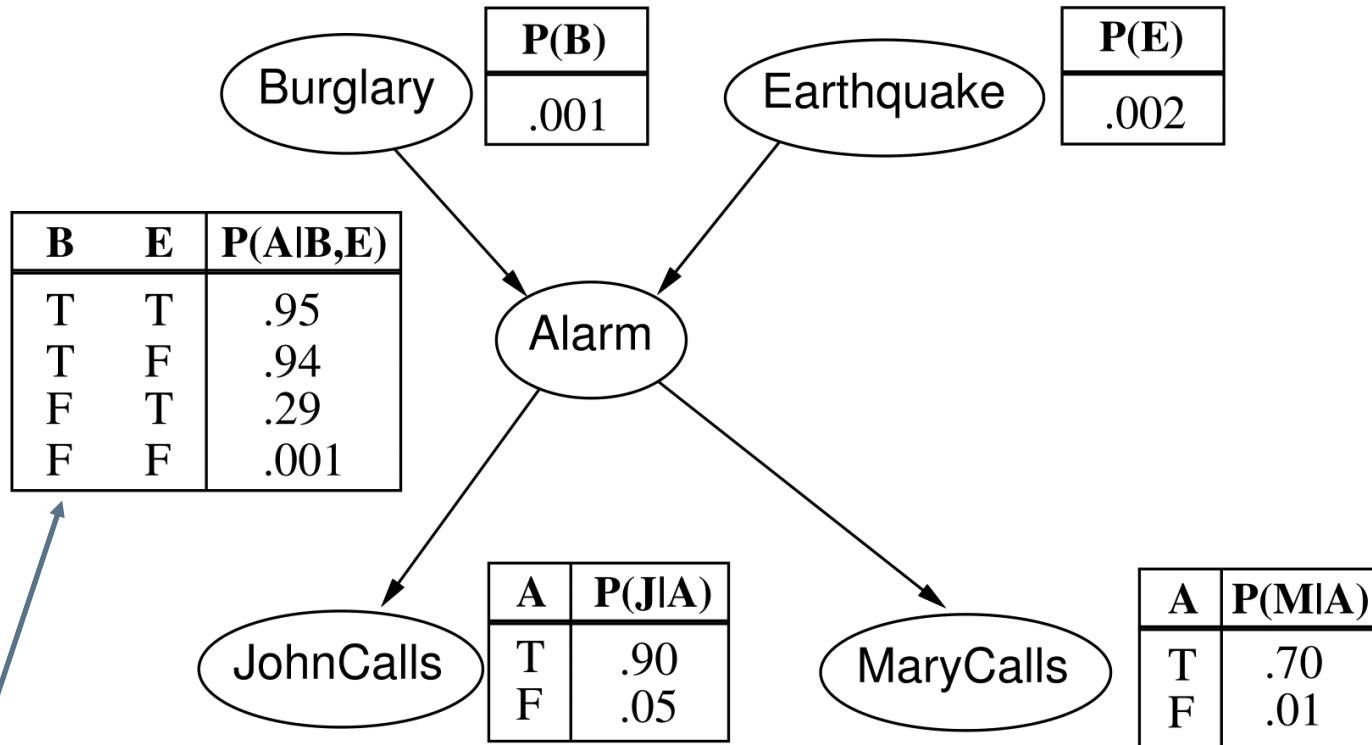 Burglary
P(B)
.001
Earthquake
P(E)
.002
B E P(A|B,E)
T T .95
T F .94
F T .29
F F .001
Alarm
JohnCalls
A P(J|A)
T .90
F .05
MaryCalls
A P(M|A)
T .70
F .01